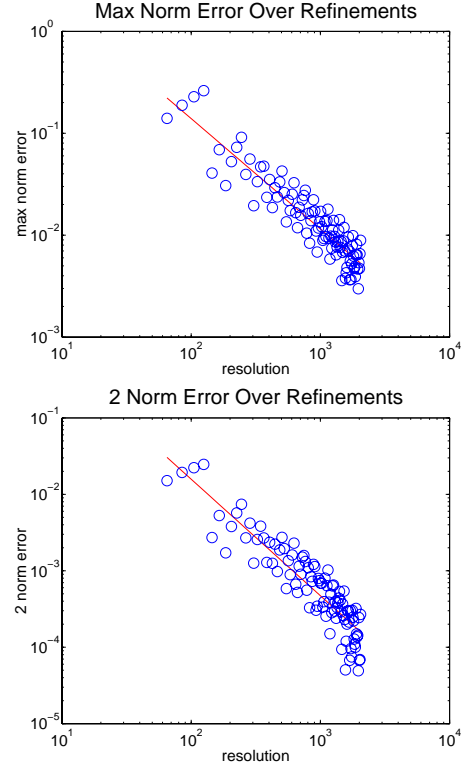 Max Norm Error Over Refinements
10^0
10^-1
10^-2
10^-3
max norm error
10^1 10^2 10^3 10^4
resolution
2 Norm Error Over Refinements
10^-1
10^-2
10^-3
10^-4
10^-5
2 norm error
10^1 10^2 10^3 10^4
resolution